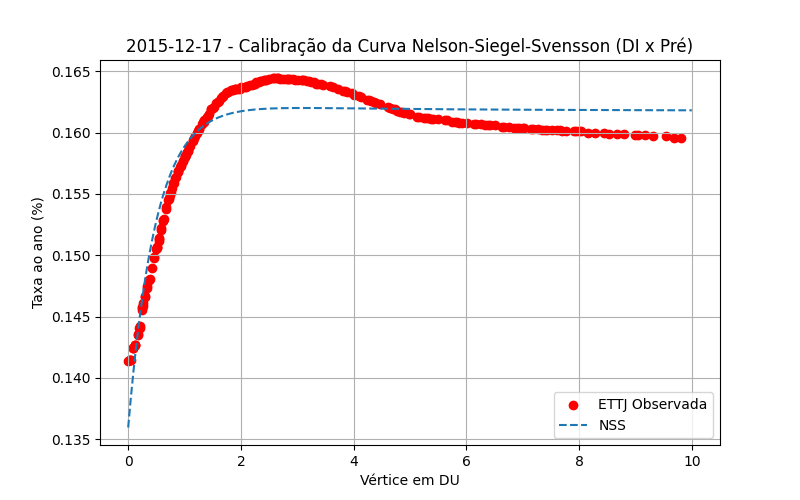 2015-12-17 - Calibração da Curva Nelson-Siegel-Svensson (DI x Pré)
0.165
0.160
0.155
0.150
0.145
0.140
0.135
Taxa ao ano (%)
ETTJ Observada
NSS
0 2 4 6 8 10
Vértice em DU